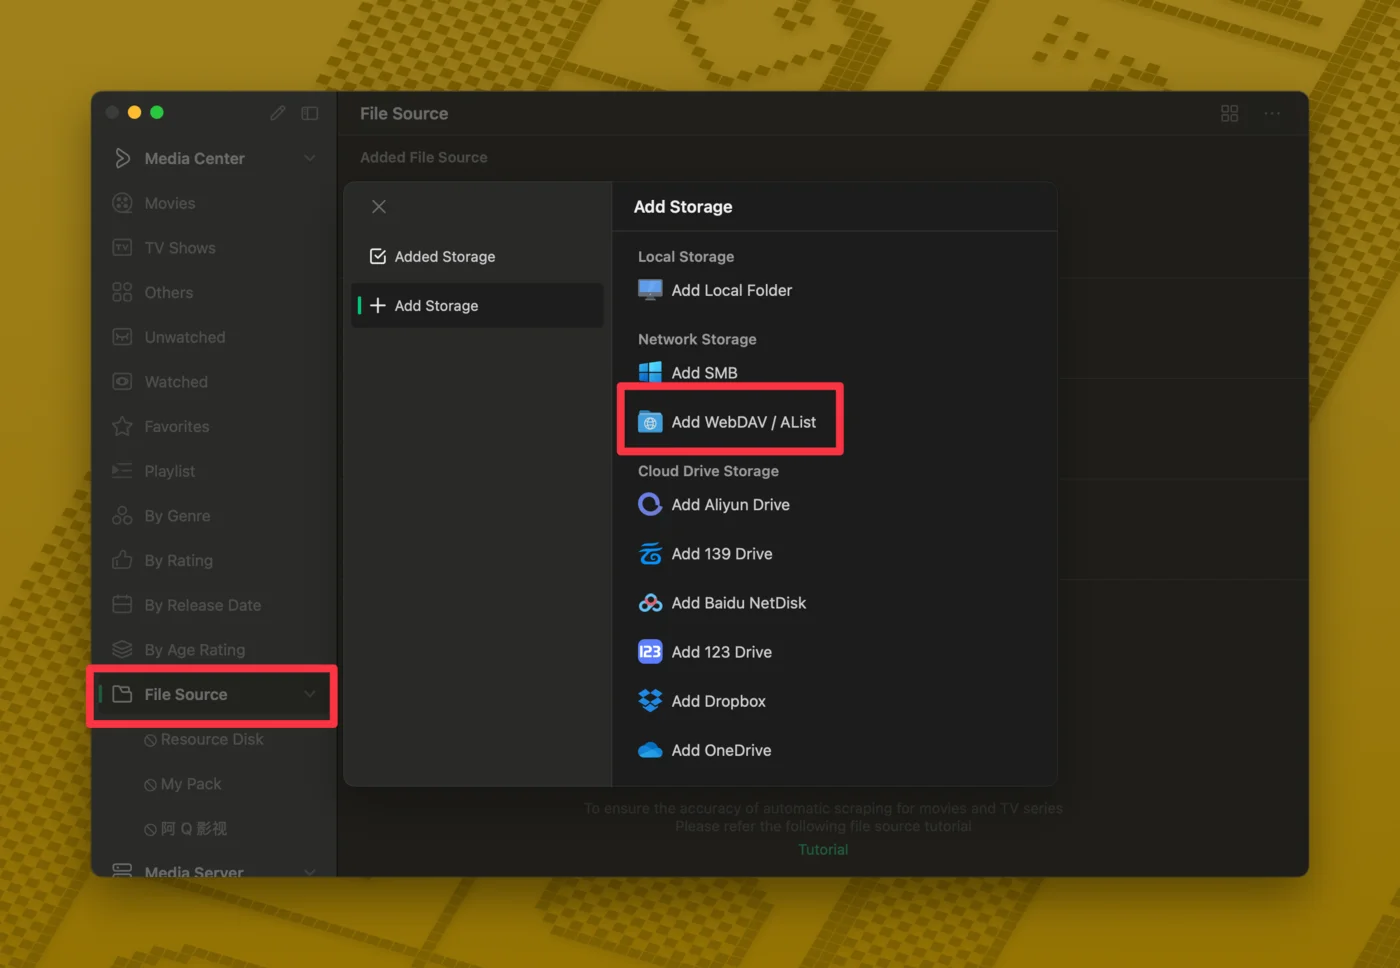 File Source
Media Center
Added File Source
Movies
TV Shows
Others
Unwatched
Watched
Favorites
Playlist
By Genre
By Rating
By Release Date
By Age Rating
File Source
Resource Disk
My Pack
阿 Q 影视
Media Server
Added Storage
Add Storage
Add Storage
Local Storage
Add Local Folder
Network Storage
Add SMB
Add WebDAV / AList
Cloud Drive Storage
Add Aliyun Drive
Add 139 Drive
Add Baidu NetDisk
123
Add 123 Drive
Add Dropbox
Add OneDrive
To ensure the accuracy of automatic scraping for movies and TV series
Please refer the following file source tutorial
Tutorial